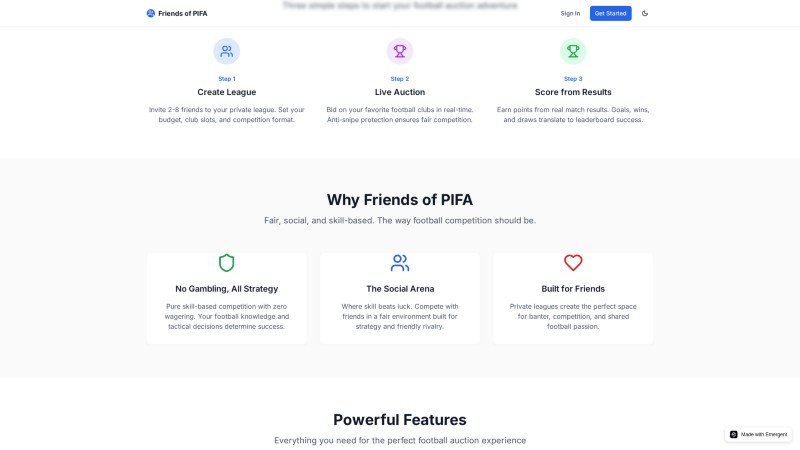 Three simple steps to start your football auction adventure
Friends of PIFA
Sign In
Get Started
Step 1
Create League
Invite 2-8 friends to your private league. Set your
budget, club slots, and competition format.
Step 2
Live Auction
Bid on your favorite football clubs in real-time.
Anti-snipe protection ensures fair competition.
Step 3
Score from Results
Earn points from real match results. Goals, wins,
and draws translate to leaderboard success.
Why Friends of PIFA
Fair, social, and skill-based. The way football competition should be.
No Gambling, All Strategy
Pure skill-based competition with zero
wagering. Your football knowledge and
tactical decisions determine success.
The Social Arena
Where skill beats luck. Compete with
friends in a fair environment built for
strategy and friendly rivalry.
Built for Friends
Private leagues create the perfect space
for banter, competition, and shared
football passion.
Powerful Features
Everything you need for the perfect football auction experience
Made with Emergent